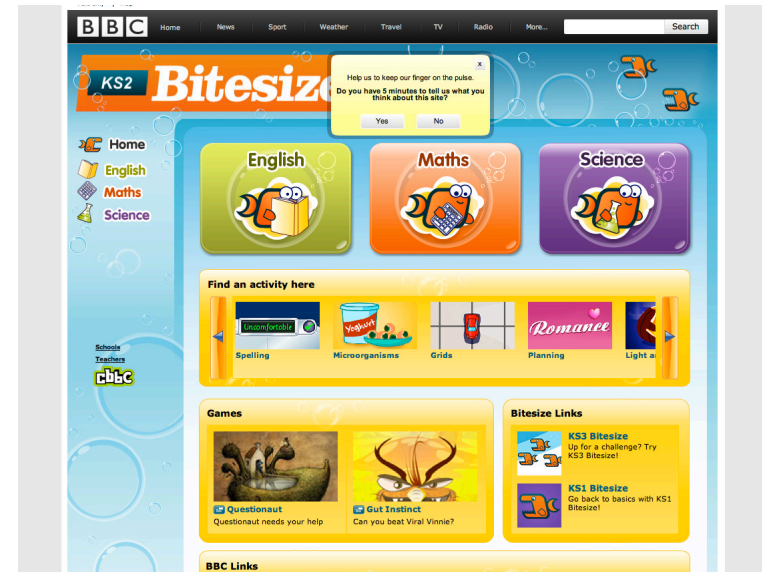 BBC
Home
News
Sport
Weather
Travel
TV
Radio
More...
Search
KS2
Bitesize
x
Help us to keep our finger on the pulse.
Do you have 5 minutes to tell us what you
think about this site?
Yes
No
Home
English
Maths
Science
Schools
Teachers
cbbc
English
Maths
Science
Find an activity here
Uncomfortable
Yoghurt
Romance
Spelling
Microorganisms
Grids
Planning
Light a
Games
Questionaut
Questionaut needs your help
Gut Instinct
Can you beat Viral Vinnie?
Bitesize Links
KS3 Bitesize
Up for a challenge? Try
KS3 Bitesize!
KS1 Bitesize
Go back to basics with KS1
Bitesize!
BBC Links